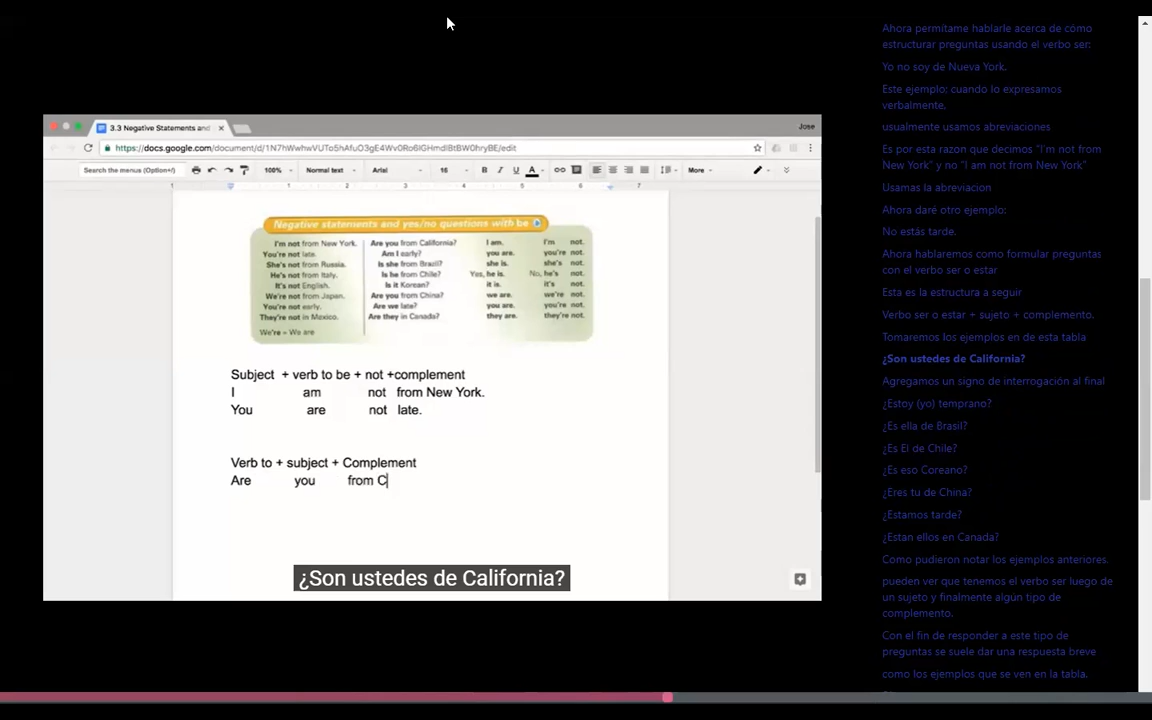 3.3 Negative Statements and
Jose
https://docs.google.com/document/d/1N7hWwhwVUTo5hAfuO3gE4Wv0Ro6IGHmdIBtBW0hryBE/edit
Search the menus (Option+/)
100%
Normal text
Arial
16
B I U A
More
1 1 2 3 4 5 6 7
Negative statements and yes/no questions with be
I'm not from New York. Are you from California? I am. I'm not.
You're not late. Am I early? you are. you're not.
She's not from Russia. Is she from Brazil? she is. she's not.
He's not from Italy. Is he from Chile? Yes, he is. No, he's not.
It's not English. Is it Korean? it is. it's not.
We're not from Japan. Are you from China? we are. we're not.
You're not early. Are we late? you are. you're not.
They're not in Mexico. Are they in Canada? they are. they're not.
We're = We are
Subject + verb to be + not +complement
I am not from New York.
You are not late.
Verb to + subject + Complement
Are you from C
¿Son ustedes de California?
Ahora permítame hablarle acerca de cómo
estructurar preguntas usando el verbo ser:
Yo no soy de Nueva York.
Este ejemplo: cuando lo expresamos
verbalmente.
usualmente usamos abreviaciones
Es por esta razon que decimos "I'm not from
New York" y no "I am not from New York"
Usamas la abreviacion
Ahora daré otro ejemplo:
No estás tarde.
Ahora hablaremos como formular preguntas
con el verbo ser o estar
Esta es la estructura a seguir
Verbo ser o estar + sujeto + complemento.
Tomaremos los ejemplos en de esta tabla
¿Son ustedes de California?
Agregamos un signo de interrogación al final
¿Estoy (yo) temprano?
¿Es ella de Brasil?
¿Es El de Chile?
¿Es eso Coreano?
¿Eres tu de China?
¿Estamos tarde?
¿Estan ellos en Canada?
Como pudieron notar los ejemplos anteriores.
pueden ver que tenemos el verbo ser luego de
un sujeto y finalmente algun tipo de
complemento.
Con el fin de responder a este tipo de
preguntas se suele dar una respuesta breve
como los ejemplos que se ven en la tabla.